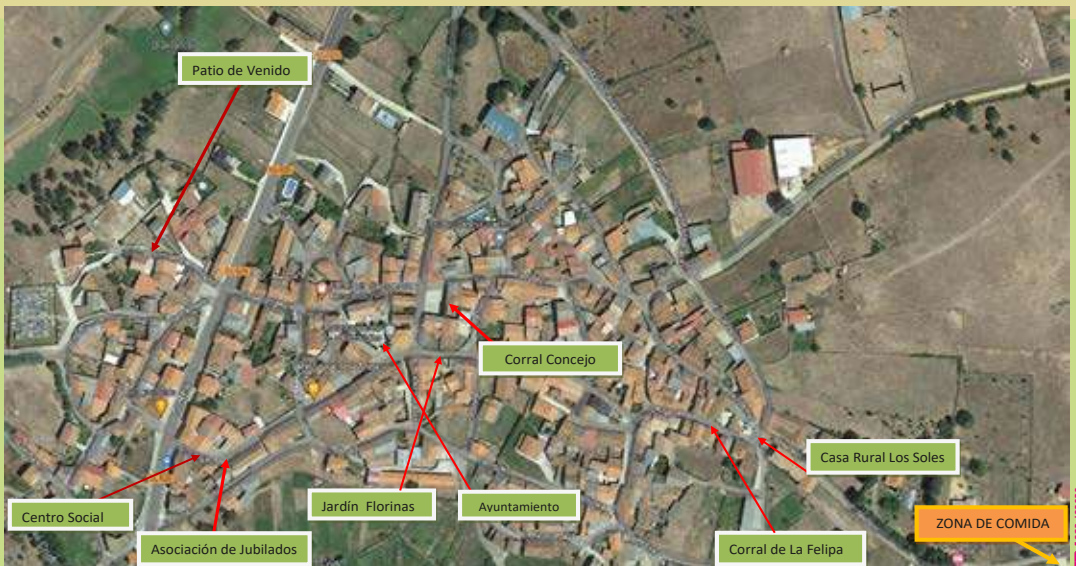 Patio de Venido
Corral Concejo
Casa Rural Los Soles
Jardín Florinas
Ayuntamiento
Centro Social
ZONA DE COMIDA
Asociación de Jubilados
Corral de La Felipa